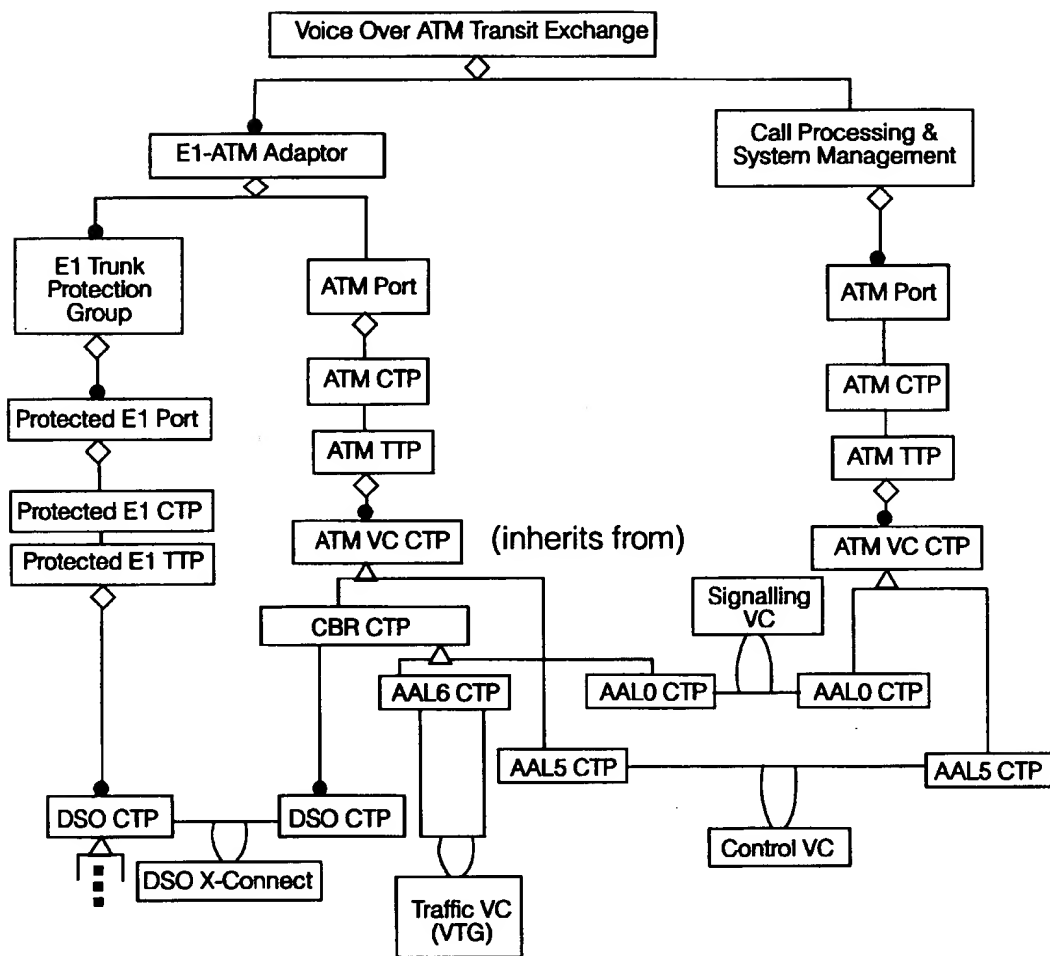 Voice Over ATM Transit Exchange
E1-ATM Adaptor
Call Processing &
System Management
E1 Trunk
Protection
Group
ATM Port
ATM Port
ATM CTP
ATM CTP
Protected E1 Port
ATM TTP
ATM TTP
Protected E1 CTP
Protected E1 TTP
ATM VC CTP
(inherits from)
ATM VC CTP
CBR CTP
Signalling
VC
AAL6 CTP
AAL0 CTP
AAL0 CTP
AAL5 CTP
AAL5 CTP
DSO CTP
DSO CTP
DSO X-Connect
Control VC
Traffic VC
(VTG)